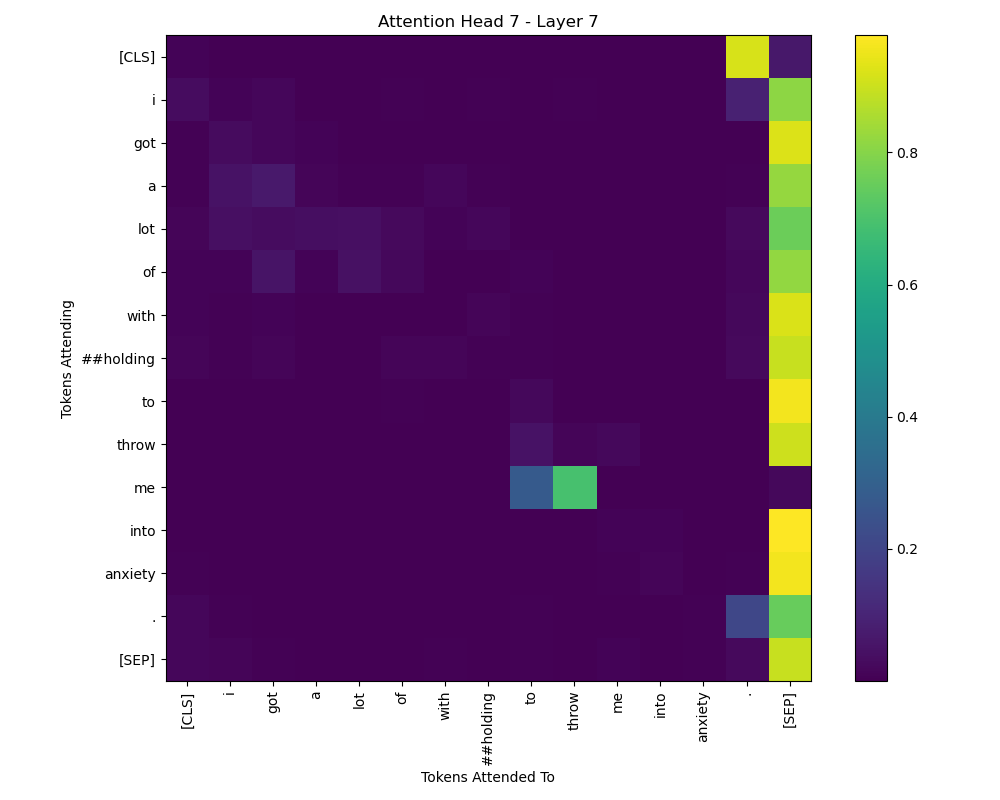 Attention Head 7 - Layer 7
[CLS]
i
got
a
lot
of
with
##holding
to
throw
me
into
anxiety
.
[SEP]
Tokens Attending
[CLS]
i
got
a
lot
of
with
##holding
to
throw
me
into
anxiety
.
[SEP]
Tokens Attended To
0.8
0.6
0.4
0.2